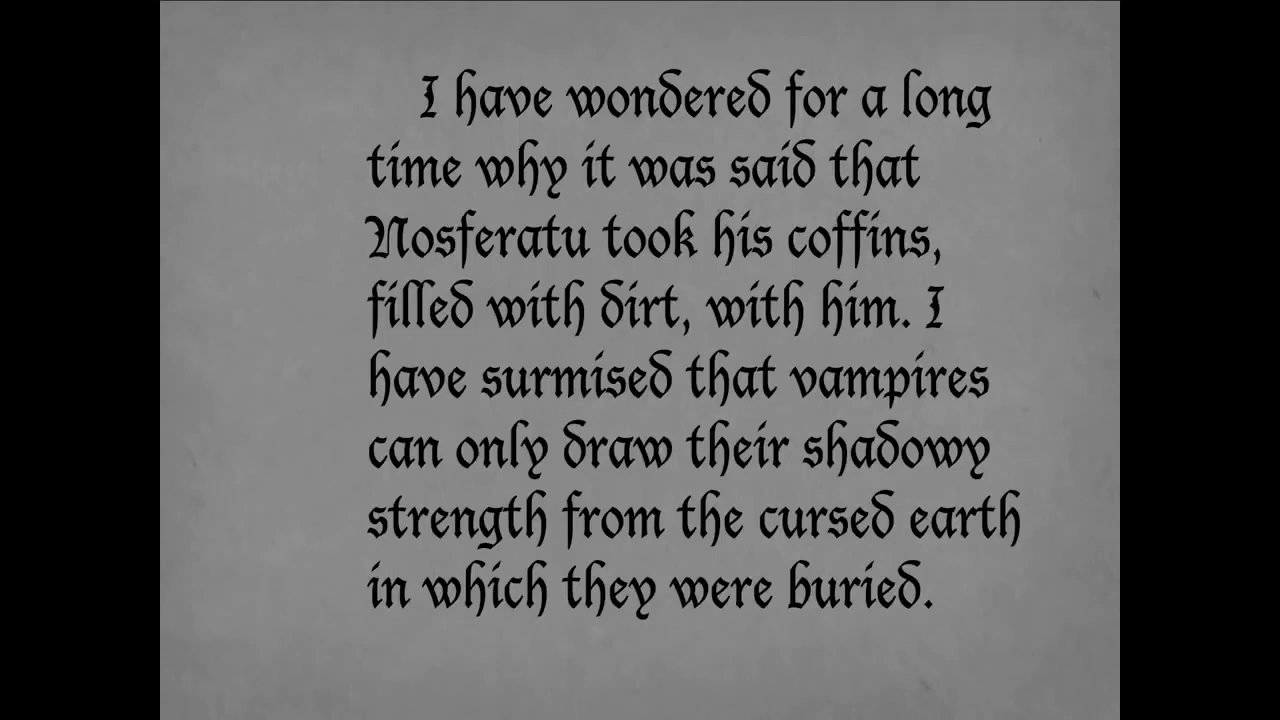 I have wondered for a long
time why it was said that
Nosferatu took his coffins,
filled with dirt, with him. I
have surmised that vampires
can only draw their shadowy
strength from the cursed earth
in which they were buried.